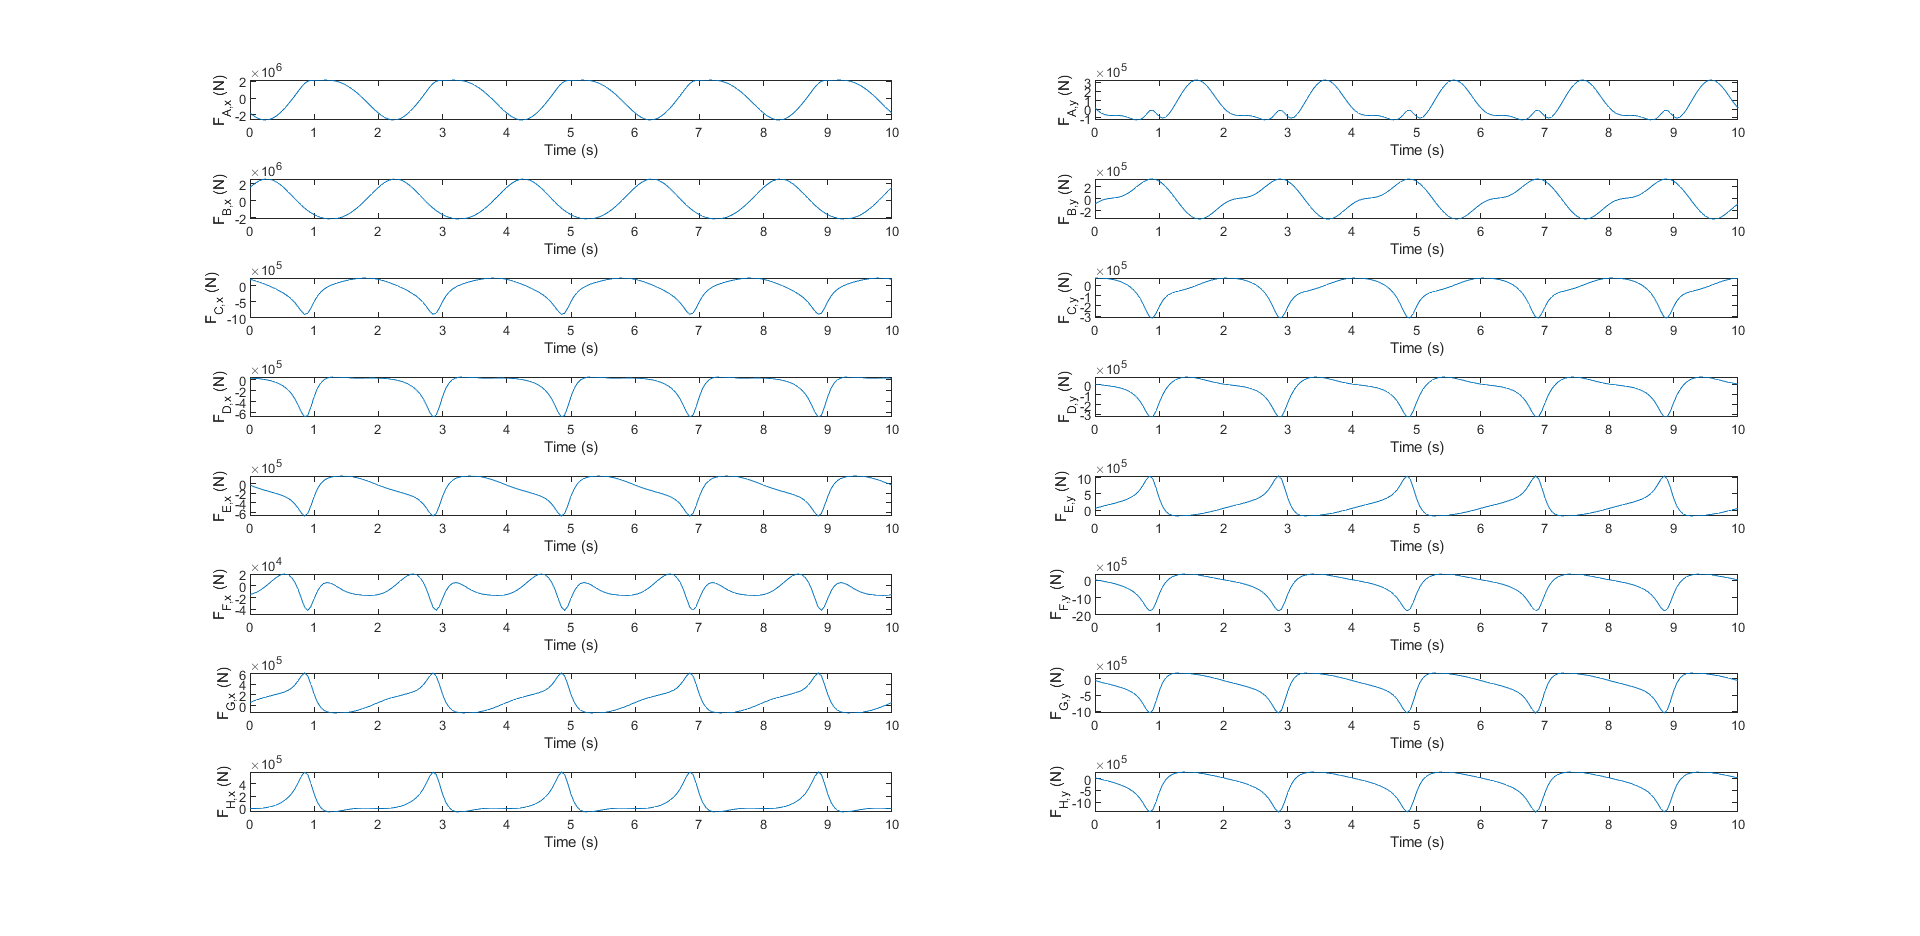 ×10^6
F_A,x (N)
2
0
-2
0 1 2 3 4 5 6 7 8 9 10
Time (s)
×10^5
F_A,y (N)
3
2
1
0
-1
0 1 2 3 4 5 6 7 8 9 10
Time (s)
×10^6
F_B,x (N)
2
0
-2
0 1 2 3 4 5 6 7 8 9 10
Time (s)
×10^5
F_B,y (N)
2
0
-2
0 1 2 3 4 5 6 7 8 9 10
Time (s)
×10^5
F_C,x (N)
0
-5
-10
0 1 2 3 4 5 6 7 8 9 10
Time (s)
×10^5
F_C,y (N)
0
-1
-2
-3
0 1 2 3 4 5 6 7 8 9 10
Time (s)
×10^5
F_D,x (N)
0
-2
-4
-6
0 1 2 3 4 5 6 7 8 9 10
Time (s)
×10^5
F_D,y (N)
0
-1
-2
-3
0 1 2 3 4 5 6 7 8 9 10
Time (s)
×10^5
F_E,x (N)
0
-2
-4
-6
0 1 2 3 4 5 6 7 8 9 10
Time (s)
×10^5
F_E,y (N)
10
5
0
0 1 2 3 4 5 6 7 8 9 10
Time (s)
×10^4
F_F,x (N)
2
0
-2
-4
0 1 2 3 4 5 6 7 8 9 10
Time (s)
×10^5
F_F,y (N)
0
-10
-20
0 1 2 3 4 5 6 7 8 9 10
Time (s)
×10^5
F_G,x (N)
6
4
2
0
0 1 2 3 4 5 6 7 8 9 10
Time (s)
×10^5
F_G,y (N)
0
-5
-10
0 1 2 3 4 5 6 7 8 9 10
Time (s)
×10^5
F_H,x (N)
4
2
0
0 1 2 3 4 5 6 7 8 9 10
Time (s)
×10^5
F_H,y (N)
0
-5
-10
0 1 2 3 4 5 6 7 8 9 10
Time (s)